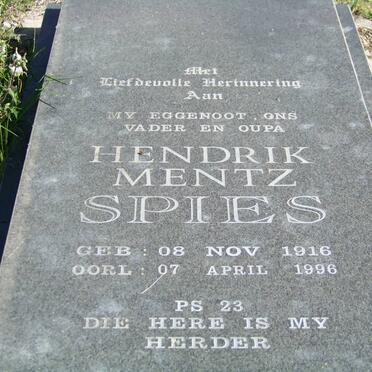 Met
Liefdevolle Herinnering
Aan
MY EGGENOOT, ONS
VADER EN OUPA
HENDRIK
MENTZ
SPIES
GEB : 08 NOV 1916
OORL : 07 APRIL 1996
PS 23
DIE HERE IS MY
HERDER